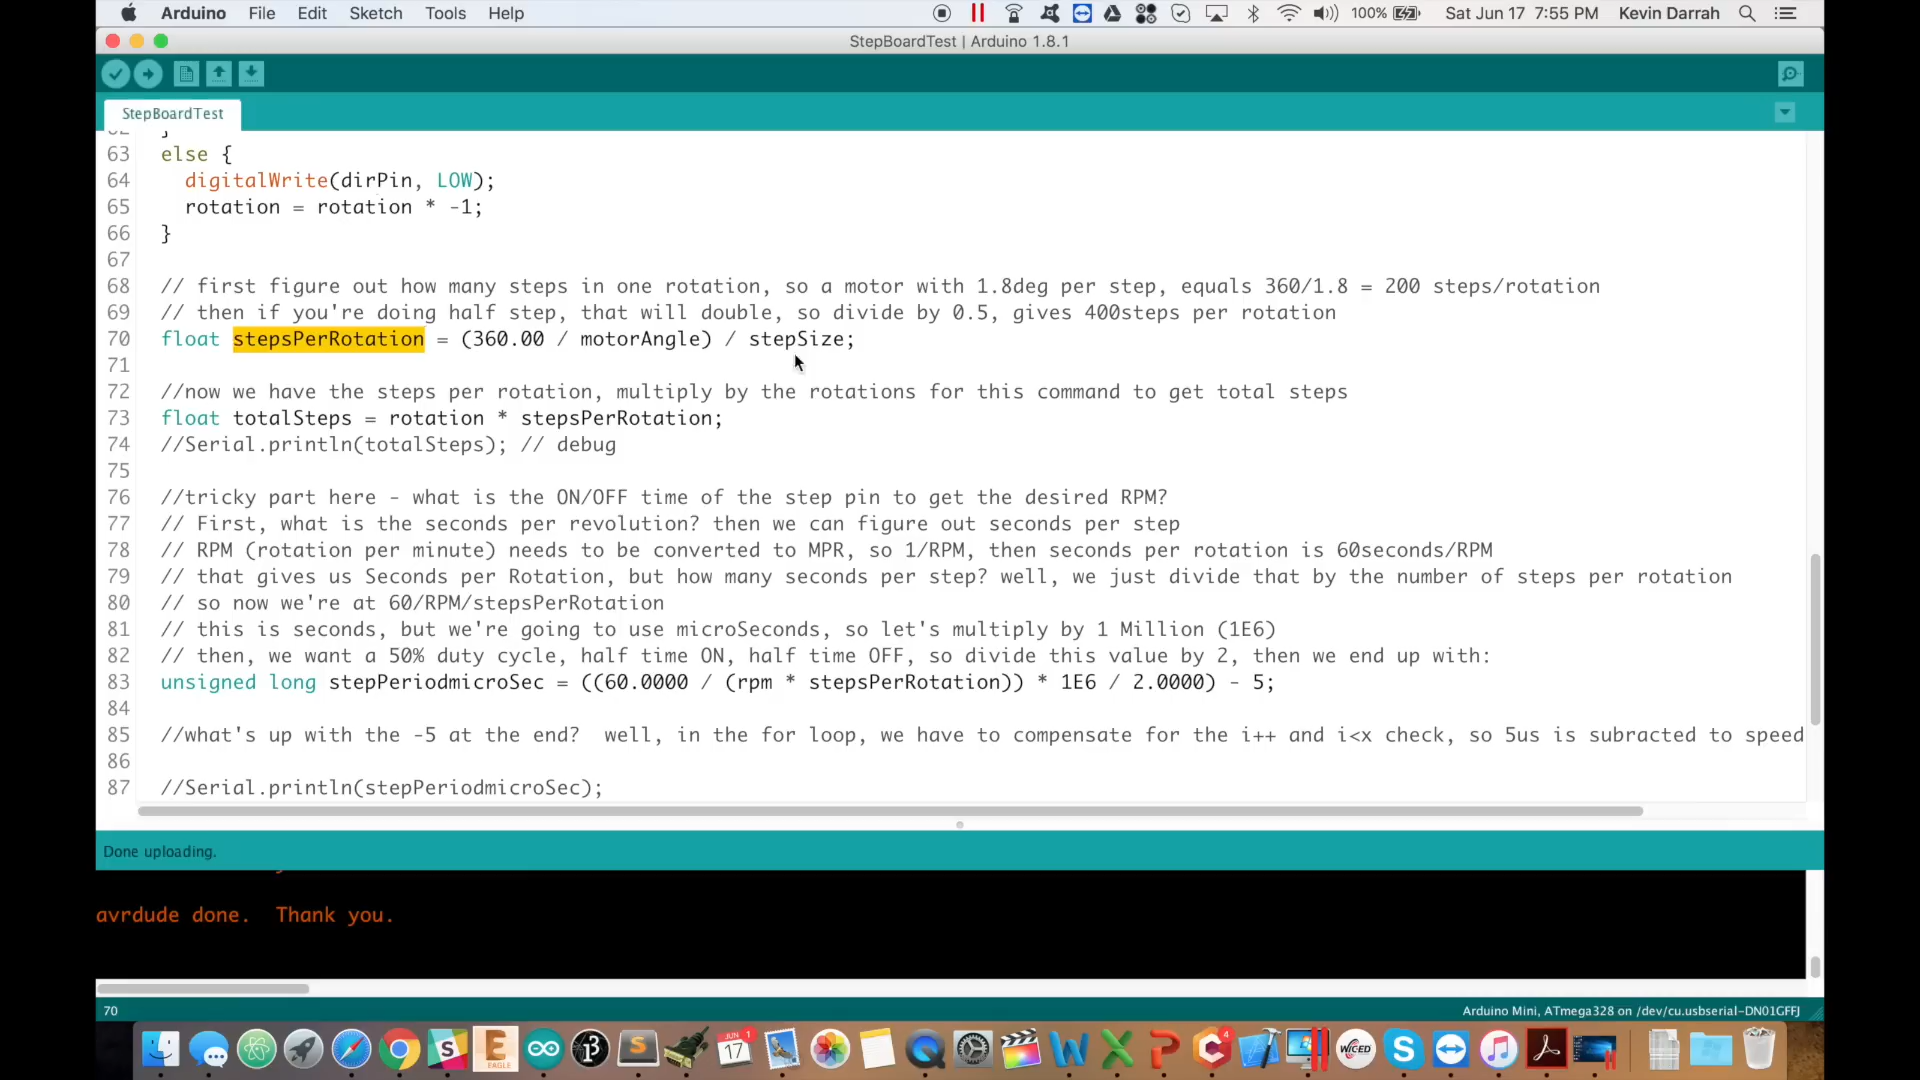 Arduino File Edit Sketch Tools Help 100% Sat Jun 17 7:55 PM Kevin Darrah
StepBoardTest | Arduino 1.8.1
StepBoardTest
62 }
63 else {
64 digitalWrite(dirPin, LOW);
65 rotation = rotation * -1;
66 }
67
68 // first figure out how many steps in one rotation, so a motor with 1.8deg per step, equals 360/1.8 = 200 steps/rotation
69 // then if you're doing half step, that will double, so divide by 0.5, gives 400steps per rotation
70 float stepsPerRotation = (360.00 / motorAngle) / stepSize;
71
72 //now we have the steps per rotation, multiply by the rotations for this command to get total steps
73 float totalSteps = rotation * stepsPerRotation;
74 //Serial.println(totalSteps); // debug
75
76 //tricky part here - what is the ON/OFF time of the step pin to get the desired RPM?
77 // First, what is the seconds per revolution? then we can figure out seconds per step
78 // RPM (rotation per minute) needs to be converted to MPR, so 1/RPM, then seconds per rotation is 60seconds/RPM
79 // that gives us Seconds per Rotation, but how many seconds per step? well, we just divide that by the number of steps per rotation
80 // so now we're at 60/RPM/stepsPerRotation
81 // this is seconds, but we're going to use microSeconds, so let's multiply by 1 Million (1E6)
82 // then, we want a 50% duty cycle, half time ON, half time OFF, so divide this value by 2, then we end up with:
83 unsigned long stepPeriodmicroSec = ((60.0000 / (rpm * stepsPerRotation)) * 1E6 / 2.0000) - 5;
84
85 //what's up with the -5 at the end?  well, in the for loop, we have to compensate for the i++ and i<x check, so 5us is subracted to speed
86
87 //Serial.println(stepPeriodmicroSec);
Done uploading.
avrdude done.  Thank you.
70 Arduino Mini, ATmega328 on /dev/cu.usbserial-DN01GFFJ
JUN 17 1 EAGLE WICED 4